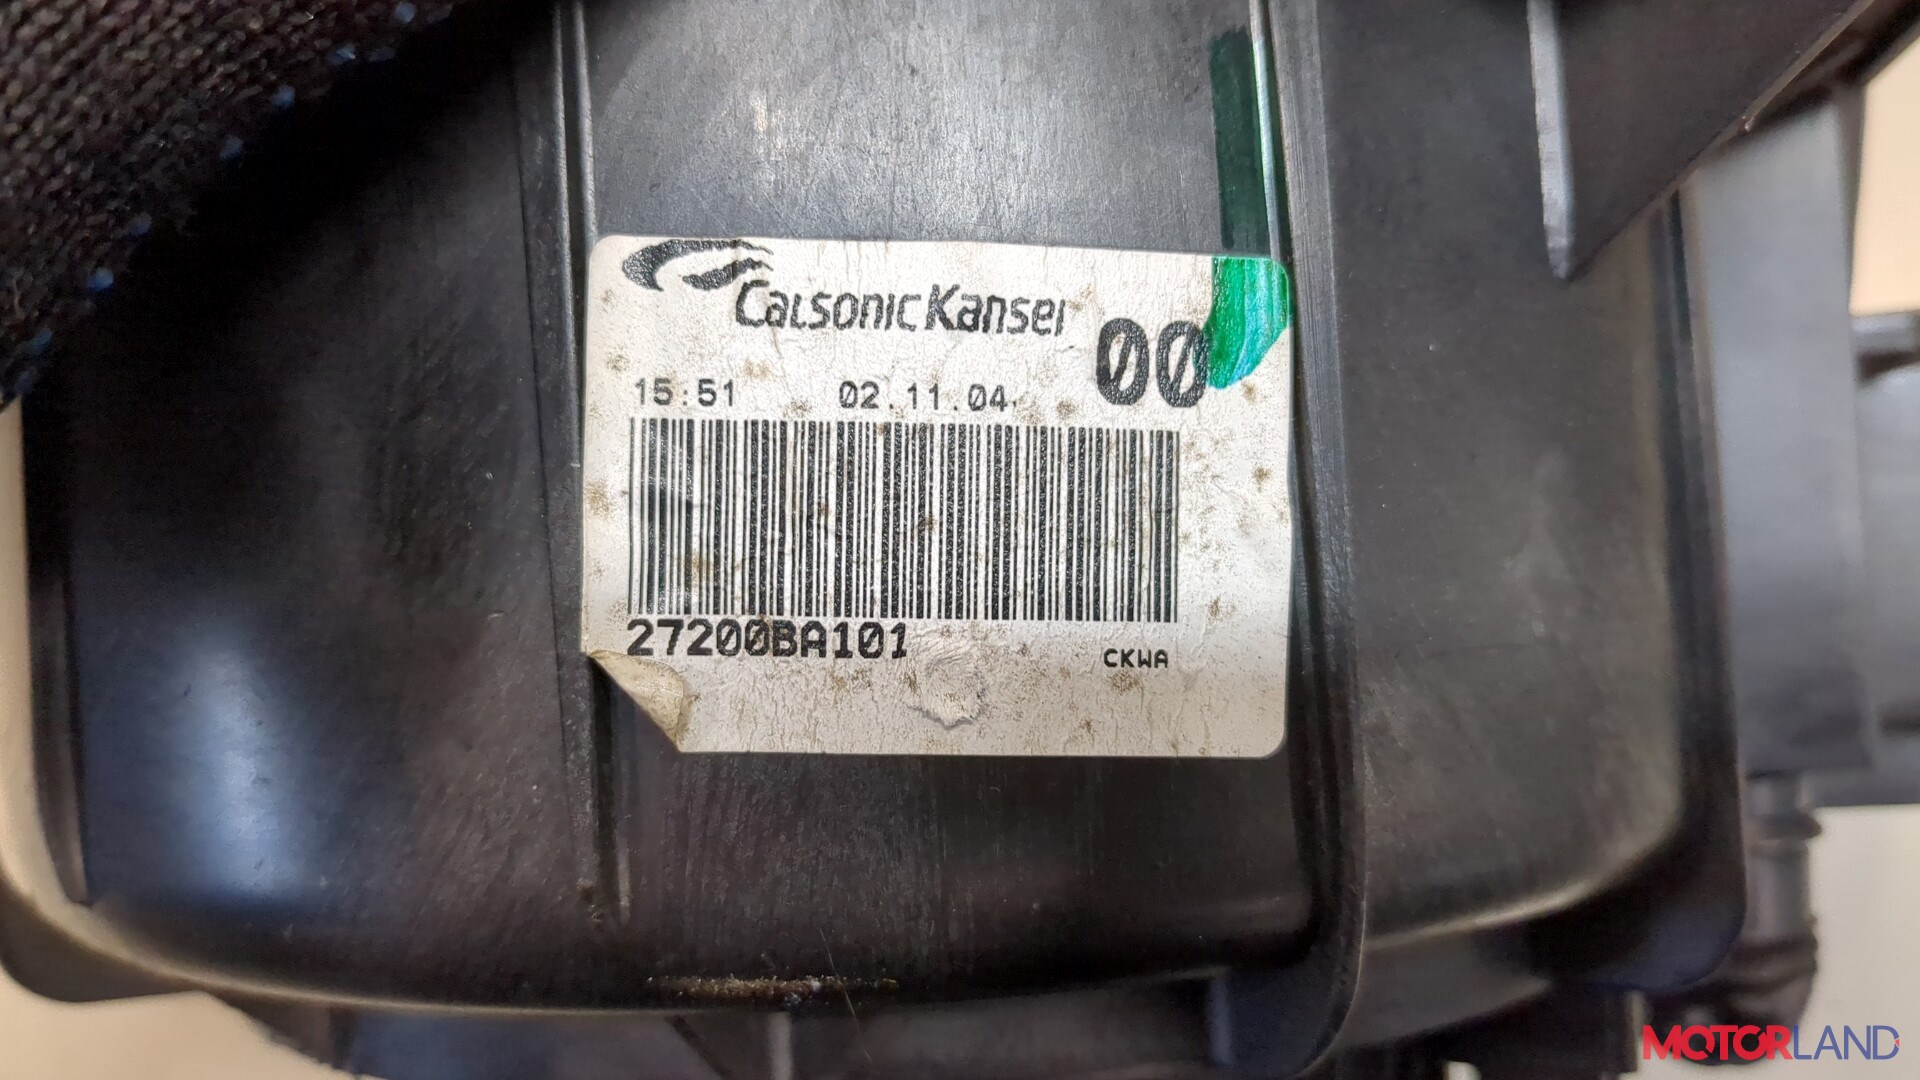 CalsonicKansei
00
15:51 02.11.04
27200BA101
CKWA
MOTORLAND